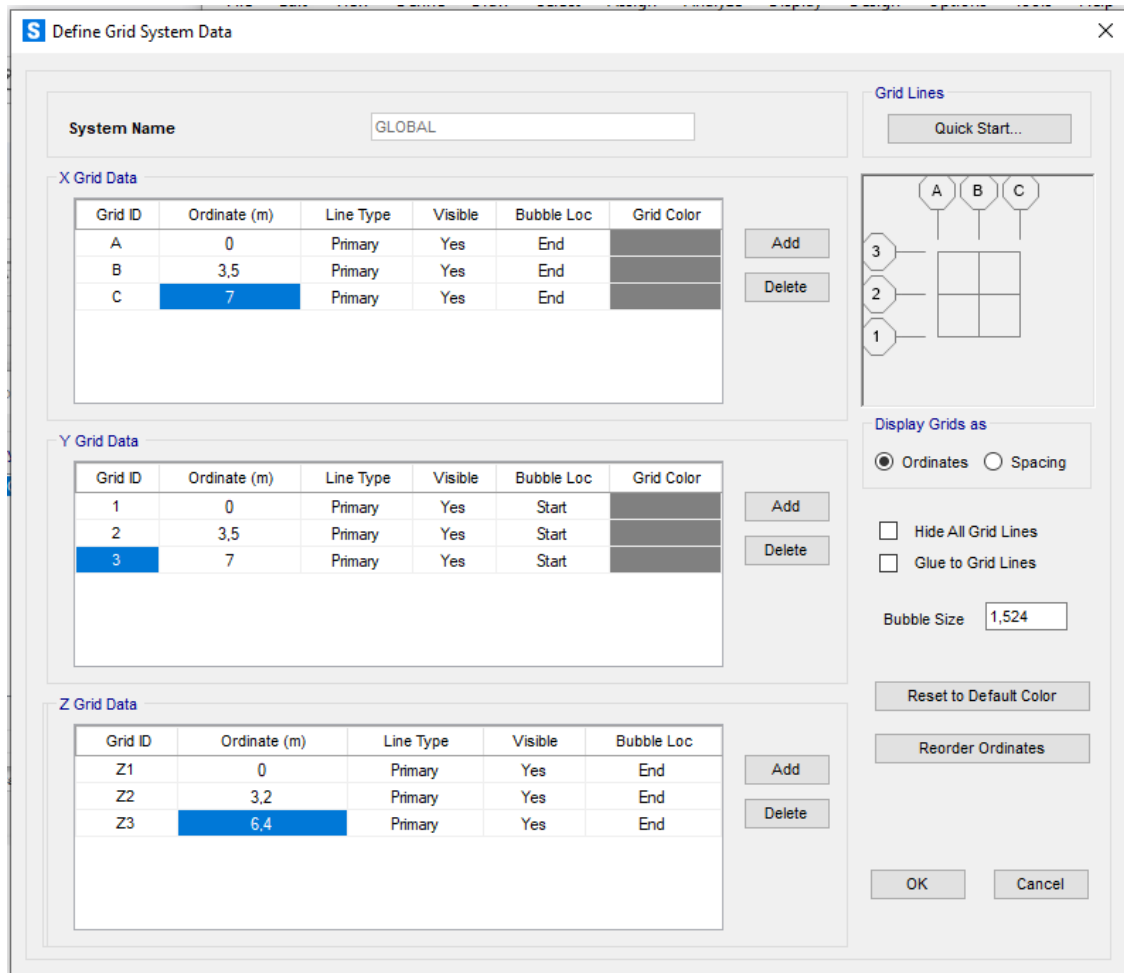 S Define Grid System Data
System Name GLOBAL
Grid Lines
Quick Start...
X Grid Data
Grid ID Ordinate (m) Line Type Visible Bubble Loc Grid Color
A 0 Primary Yes End
B 3,5 Primary Yes End
C 7 Primary Yes End
Add
Delete
A B C
3
2
1
Y Grid Data
Grid ID Ordinate (m) Line Type Visible Bubble Loc Grid Color
1 0 Primary Yes Start
2 3,5 Primary Yes Start
3 7 Primary Yes Start
Add
Delete
Display Grids as
Ordinates Spacing
Hide All Grid Lines
Glue to Grid Lines
Bubble Size 1,524
Z Grid Data
Grid ID Ordinate (m) Line Type Visible Bubble Loc
Z1 0 Primary Yes End
Z2 3,2 Primary Yes End
Z3 6,4 Primary Yes End
Add
Delete
Reset to Default Color
Reorder Ordinates
OK Cancel